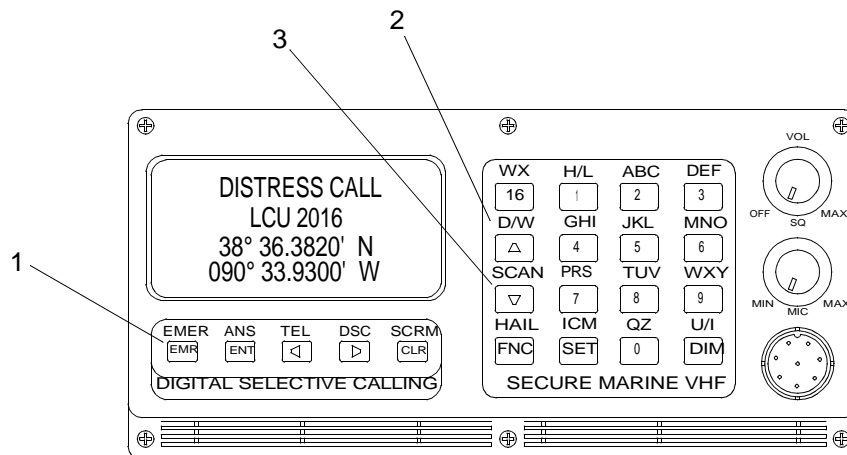 2
3
1
DISTRESS CALL
LCU 2016
38° 36.3820' N
090° 33.9300' W
EMER ANS TEL DSC SCRM
EMR ENT CLR
DIGITAL SELECTIVE CALLING
WX H/L ABC DEF
16 1 2 3
D/W GHI JKL MNO
4 5 6
SCAN PRS TUV WXY
7 8 9
HAIL ICM QZ U/I
FNC SET 0 DIM
SECURE MARINE VHF
VOL
OFF SQ MAX
MIN MIC MAX